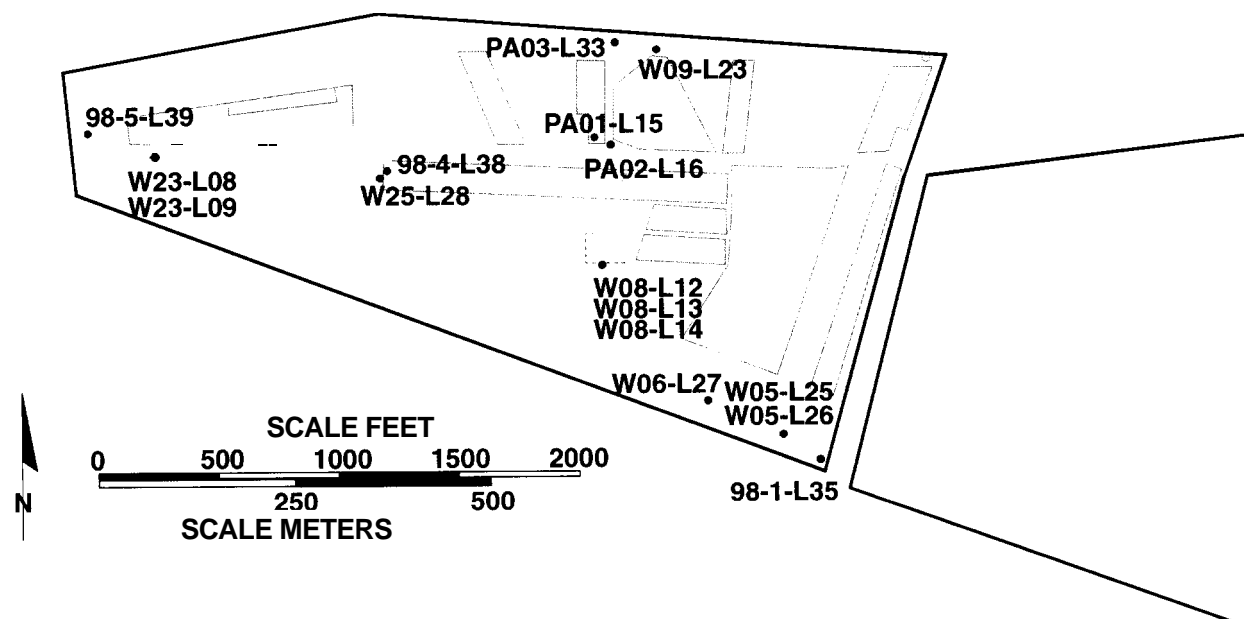 PA03-L33
W09-L23
98-5-L39
PA01-L15
PA02-L16
98-4-L38
W25-L28
W23-L08
W23-L09
W08-L12
W08-L13
W08-L14
W06-L27
W05-L25
W05-L26
98-1-L35
SCALE FEET
0 500 1000 1500 2000
250 500
SCALE METERS
N